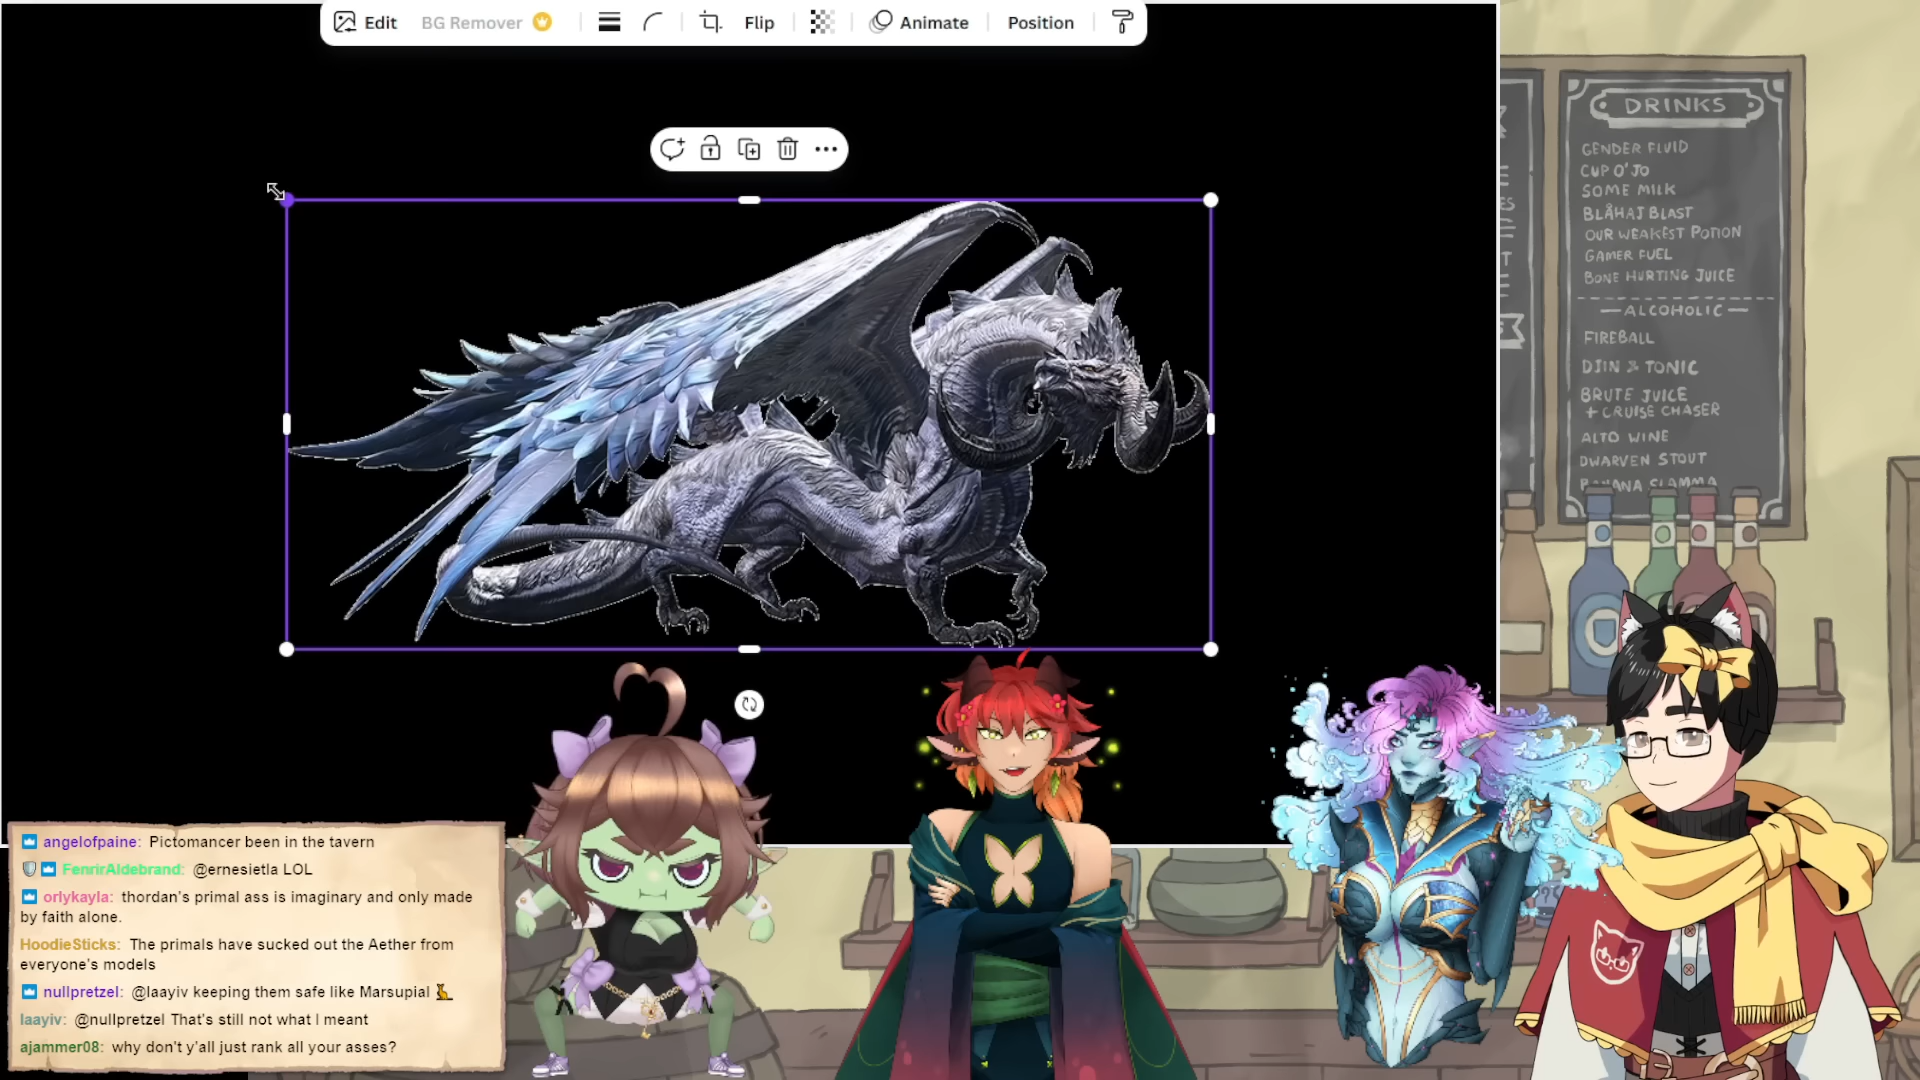 Edit
BG Remover
Flip
Animate
Position
DRINKS
GENDER FLUID
CUP O'JO
SOME MILK
BLÅHAJ BLAST
OUR WEAKEST POTION
GAMER FUEL
BONE HURTING JUICE
ALCOHOLIC
FIREBALL
DJIN & TONIC
BRUTE JUICE
+ CRUISE CHASER
ALTO WINE
DWARVEN STOUT
BANANA SLAMMA
angelofpaine: Pictomancer been in the tavern
FenrirAldebrand: @ernesietla LOL
orlykayla: thordan's primal ass is imaginary and only made
by faith alone.
HoodieSticks: The primals have sucked out the Aether from
everyone's models
nullpretzel: @laayiv keeping them safe like Marsupial
laayiv: @nullpretzel That's still not what I meant
ajammer08: why don't y'all just rank all your asses?